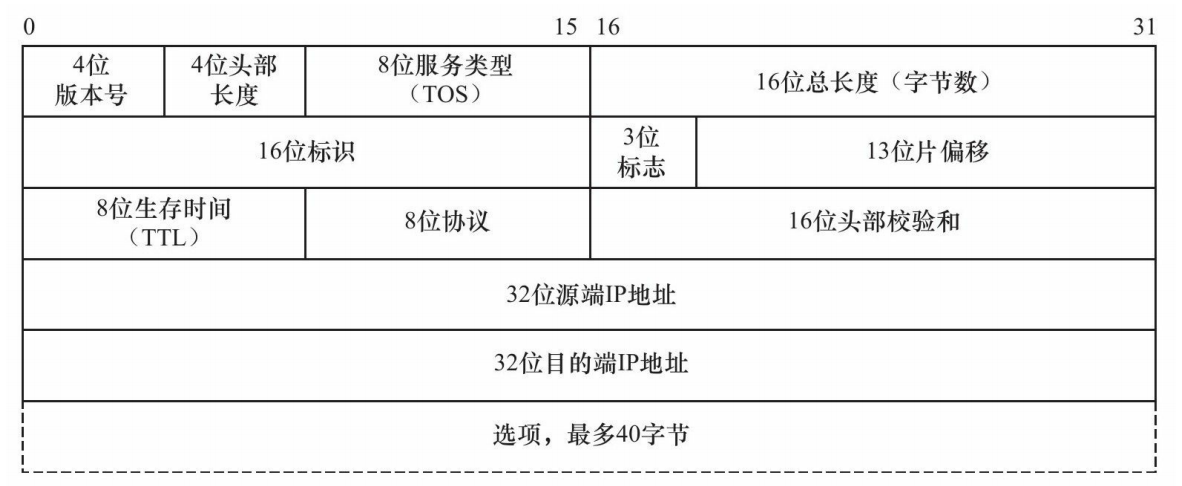 0 15 16 31
4位
版本号
4位头部
长度
8位服务类型
（TOS）
16位总长度（字节数）
16位标识
3位
标志
13位片偏移
8位生存时间
（TTL）
8位协议
16位头部校验和
32位源端IP地址
32位目的端IP地址
选项，最多40字节